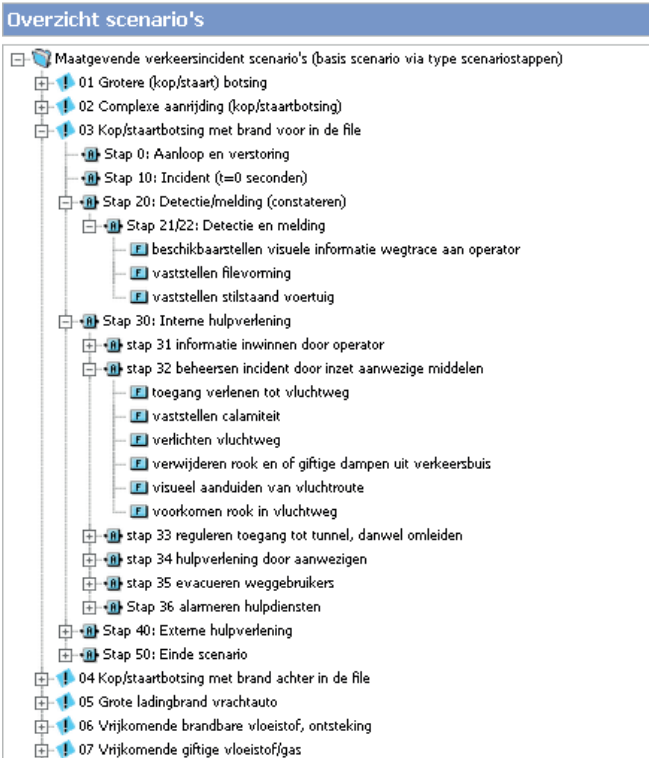 Overzicht scenario's
Maatgevende verkeersincident scenario's (basis scenario via type scenariostappen)
01 Grotere (kop/staart) botsing
02 Complexe aanrijding (kop/staartbotsing)
03 Kop/staartbotsing met brand voor in de file
Stap 0: Aanloop en verstoring
Stap 10: Incident (t=0 seconden)
Stap 20: Detectie/melding (constateren)
Stap 21/22: Detectie en melding
beschikbaarstellen visuele informatie wegtrace aan operator
vaststellen filevorming
vaststellen stilstaand voertuig
Stap 30: Interne hulpverlening
stap 31 informatie inwinnen door operator
stap 32 beheersen incident door inzet aanwezige middelen
toegang verlenen tot vluchtweg
vaststellen calamiteit
verlichten vluchtweg
verwijderen rook en of giftige dampen uit verkeersbuis
visueel aanduiden van vluchtroute
voorkomen rook in vluchtweg
stap 33 reguleren toegang tot tunnel, danwel omleiden
stap 34 hulpverlening door aanwezigen
stap 35 evacueren weggebruikers
Stap 36 alarmeren hulpdiensten
Stap 40: Externe hulpverlening
Stap 50: Einde scenario
04 Kop/staartbotsing met brand achter in de file
05 Grote ladingbrand vrachtauto
06 Vrijkomende brandbare vloeistof, ontsteking
07 Vrijkomende giftige vloeistof/gas